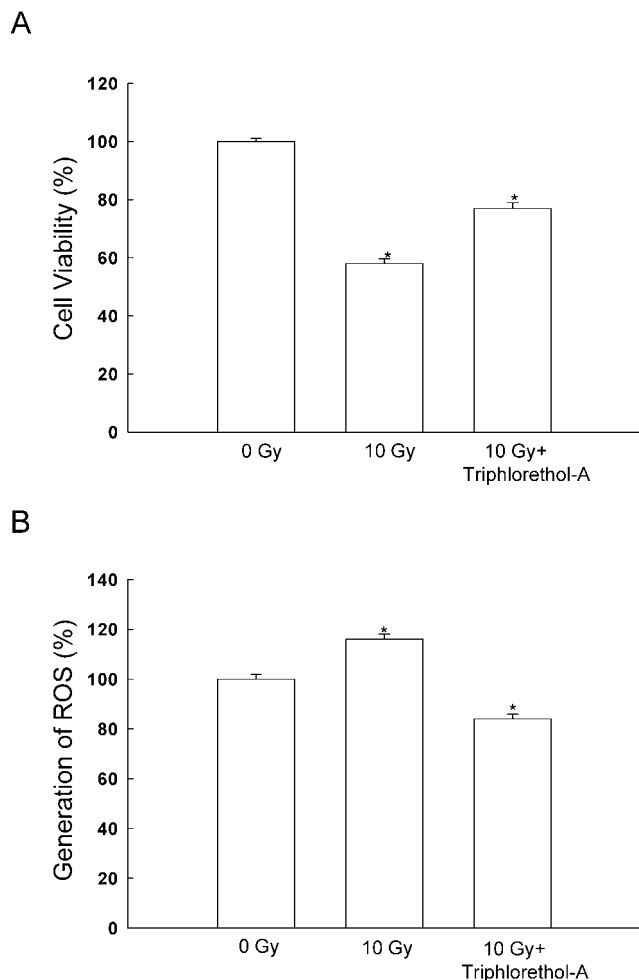 A
120
100
80
60
40
20
0
Cell Viability (%)
*
*
0 Gy
10 Gy
10 Gy+
Triphlorethol-A
B
140
120
100
80
60
40
20
0
Generation of ROS (%)
*
*
0 Gy
10 Gy
10 Gy+
Triphlorethol-A